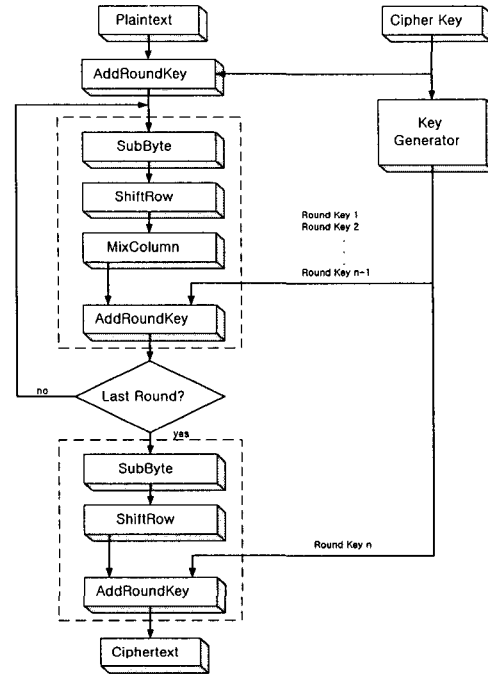 Plaintext
Cipher Key
AddRoundKey
Key
Generator
SubByte
ShiftRow
MixColumn
Round Key 1
Round Key 2
Round Key n-1
AddRoundKey
Last Round?
no
yes
SubByte
ShiftRow
Round Key n
AddRoundKey
Ciphertext